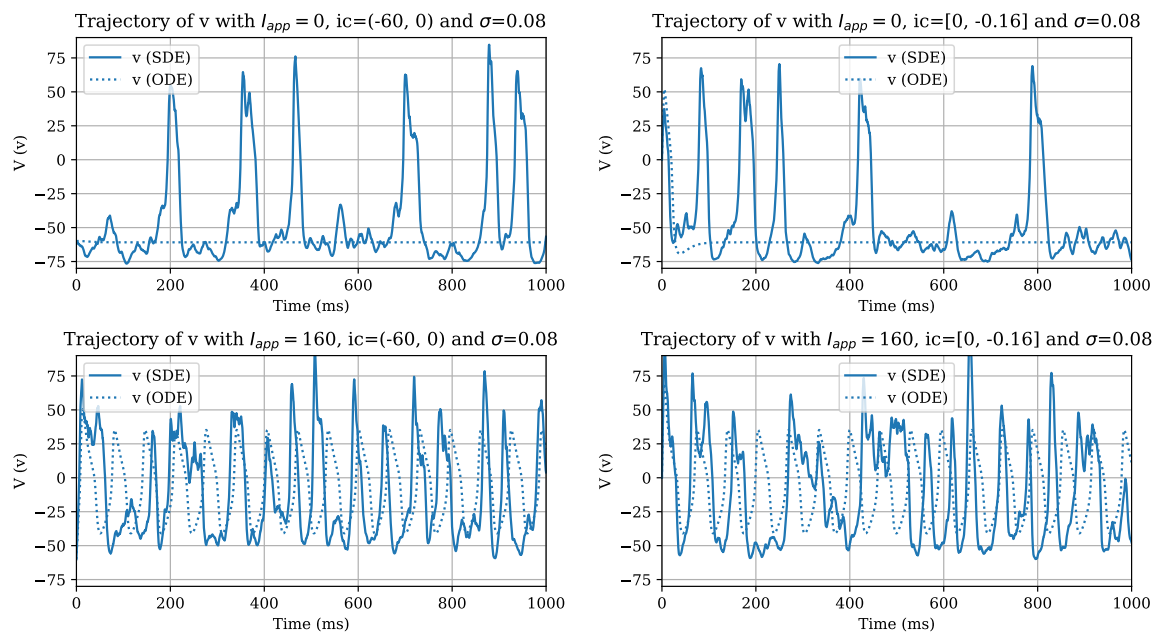 Trajectory of v with I_app = 0, ic=(-60, 0) and σ=0.08
V (v)
75
50
25
0
−25
−50
−75
v (SDE)
v (ODE)
0 200 400 600 800 1000
Time (ms)
Trajectory of v with I_app = 0, ic=[0, -0.16] and σ=0.08
V (v)
75
50
25
0
−25
−50
−75
v (SDE)
v (ODE)
0 200 400 600 800 1000
Time (ms)
Trajectory of v with I_app = 160, ic=(-60, 0) and σ=0.08
V (v)
75
50
25
0
−25
−50
−75
v (SDE)
v (ODE)
0 200 400 600 800 1000
Time (ms)
Trajectory of v with I_app = 160, ic=[0, -0.16] and σ=0.08
V (v)
75
50
25
0
−25
−50
−75
v (SDE)
v (ODE)
0 200 400 600 800 1000
Time (ms)